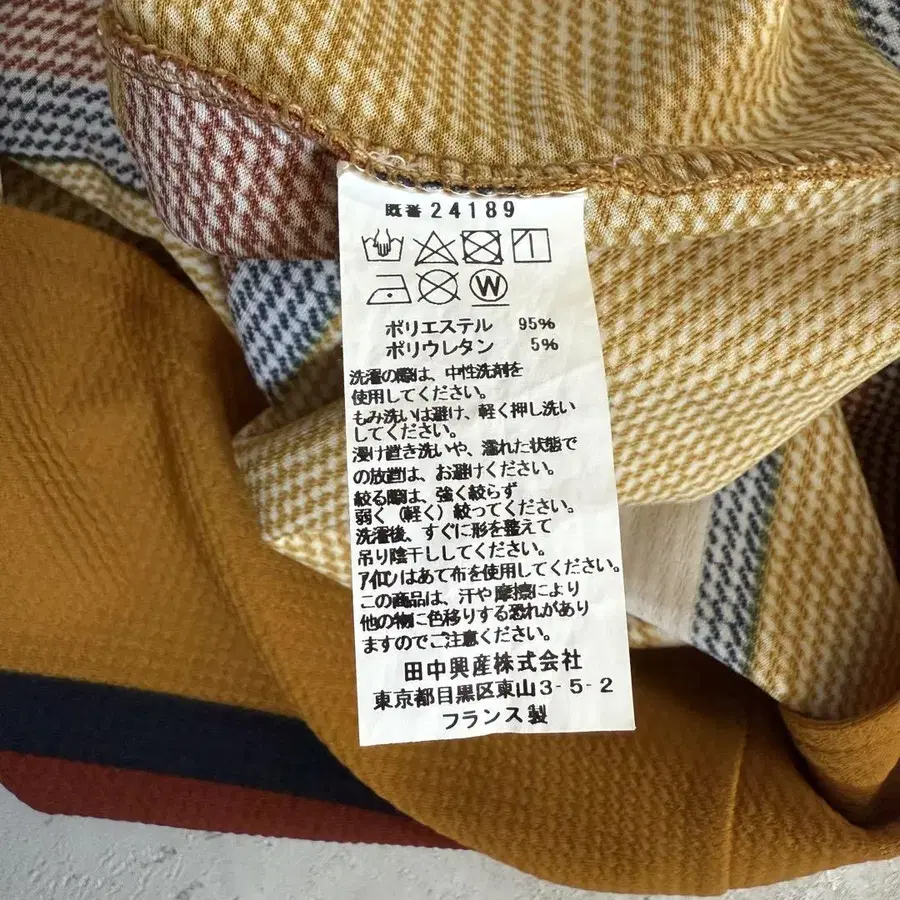 既番 24189
W
ポリエステル 95%
ポリウレタン 5%
洗濯の際は、中性洗剤を
使用してください。
もみ洗いは避け、軽く押し洗い
してください。
浸け置き洗いや、濡れた状態で
の放置は、お避けください。
絞る際は、強く絞らず
弱く（軽く）絞ってください。
洗濯後、すぐに形を整えて
吊り陰干ししてください。
アイロンはあて布を使用してください。
この商品は、汗や摩擦により
他の物に色移りする恐れがあり
ますのでご注意ください。
田中興産株式会社
東京都目黒区東山3-5-2
フランス製